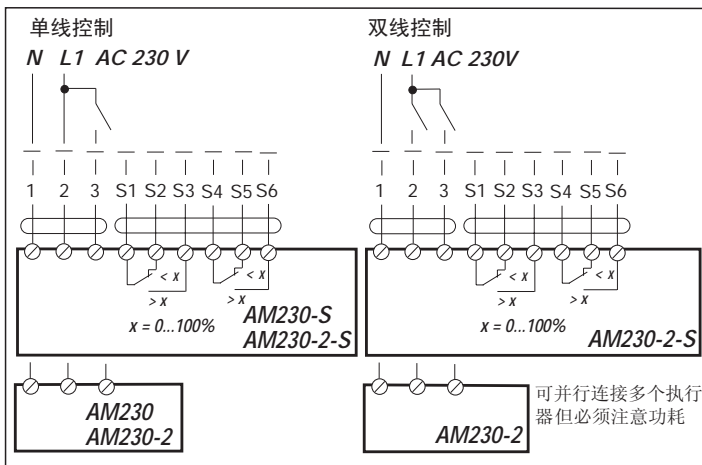 单线控制
N L1 AC 230 V
1 2 3 S1 S2 S3 S4 S5 S6
< x < x
> x > x
x = 0...100%
AM230-S
AM230-2-S
AM230
AM230-2
双线控制
N L1 AC 230V
1 2 3 S1 S2 S3 S4 S5 S6
< x < x
> x > x
x = 0...100%
AM230-2-S
AM230-2
可并行连接多个执行
器但必须注意功耗